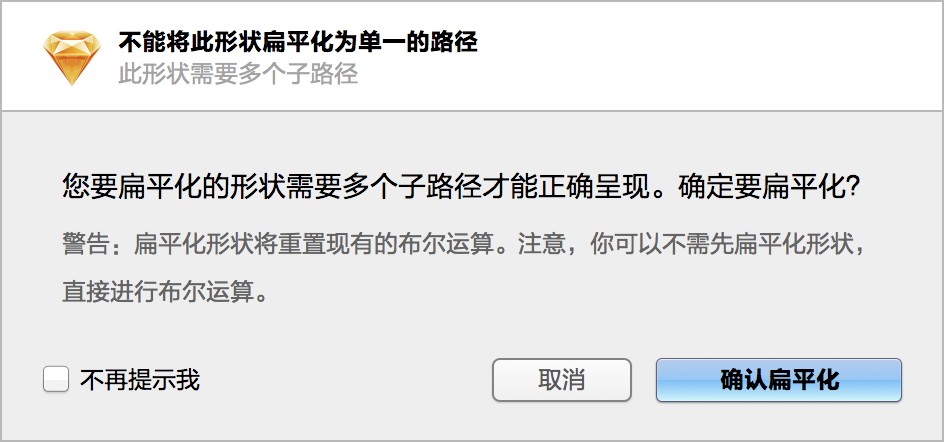 不能将此形状扁平化为单一的路径
此形状需要多个子路径
您要扁平化的形状需要多个子路径才能正确呈现。确定要扁平化?
警告：扁平化形状将重置现有的布尔运算。注意，你可以不需先扁平化形状，
直接进行布尔运算。
不再提示我
取消
确认扁平化